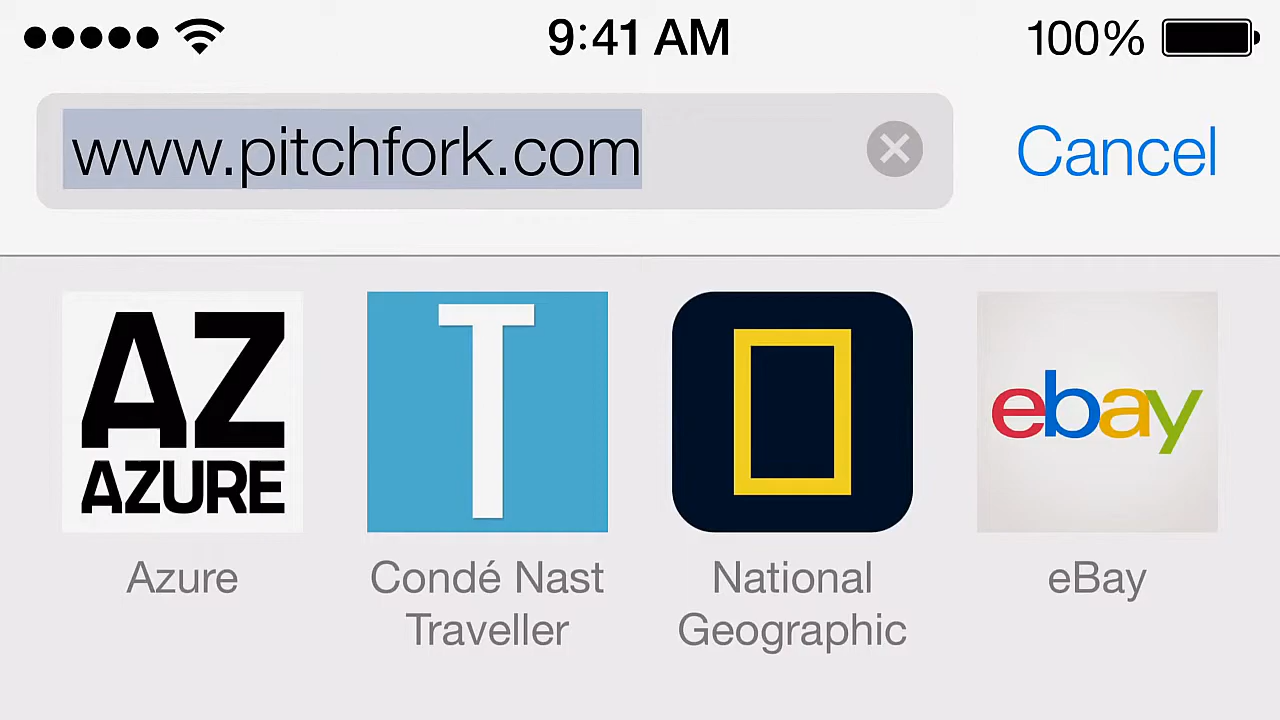 9:41 AM
100%
www.pitchfork.com
Cancel
AZ
AZURE
T
ebay
Azure
Condé Nast
Traveller
National
Geographic
eBay